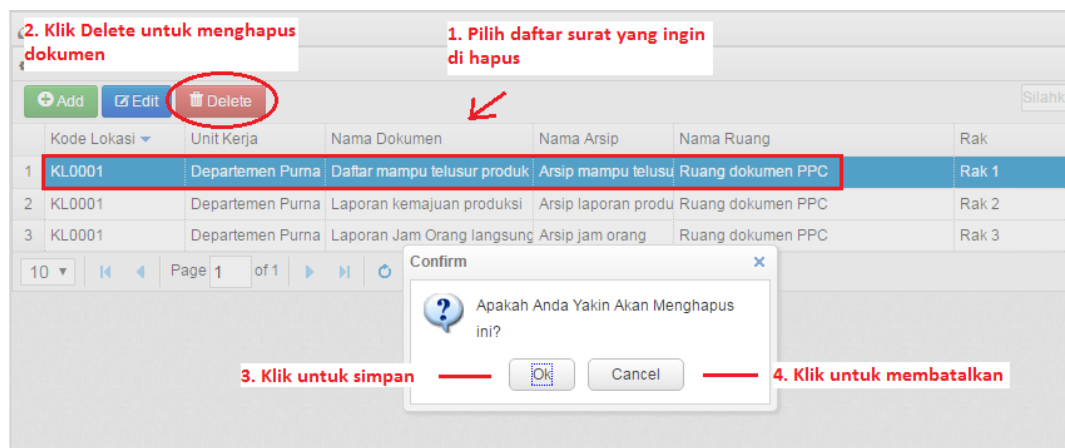 2. Klik Delete untuk menghapus
dokumen
1. Pilih daftar surat yang ingin
di hapus
Add Edit Delete Silahk
Kode Lokasi Unit Kerja Nama Dokumen Nama Arsip Nama Ruang Rak
1 KL0001 Departemen Purna Daftar mampu telusur produk Arsip mampu telusu Ruang dokumen PPC Rak 1
2 KL0001 Departemen Purna Laporan kemajuan produksi Arsip laporan produ Ruang dokumen PPC Rak 2
3 KL0001 Departemen Purna Laporan Jam Orang langsung Arsip jam orang Ruang dokumen PPC Rak 3
10 Page 1 of 1
Confirm
Apakah Anda Yakin Akan Menghapus
ini?
3. Klik untuk simpan Ok Cancel 4. Klik untuk membatalkan